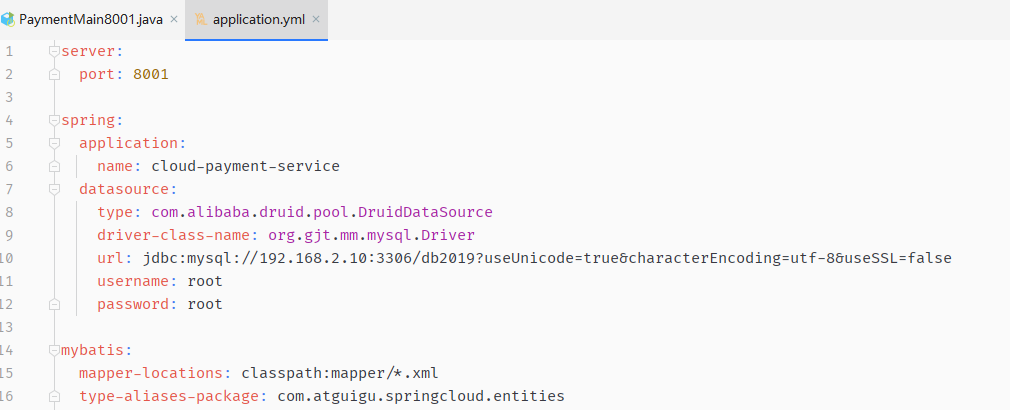 PaymentMain8001.java × application.yml ×
1 server:
2   port: 8001
3
4 spring:
5   application:
6     name: cloud-payment-service
7   datasource:
8     type: com.alibaba.druid.pool.DruidDataSource
9     driver-class-name: org.gjt.mm.mysql.Driver
10     url: jdbc:mysql://192.168.2.10:3306/db2019?useUnicode=true&characterEncoding=utf-8&useSSL=false
11     username: root
12     password: root
13
14 mybatis:
15   mapper-locations: classpath:mapper/*.xml
16   type-aliases-package: com.atguigu.springcloud.entities